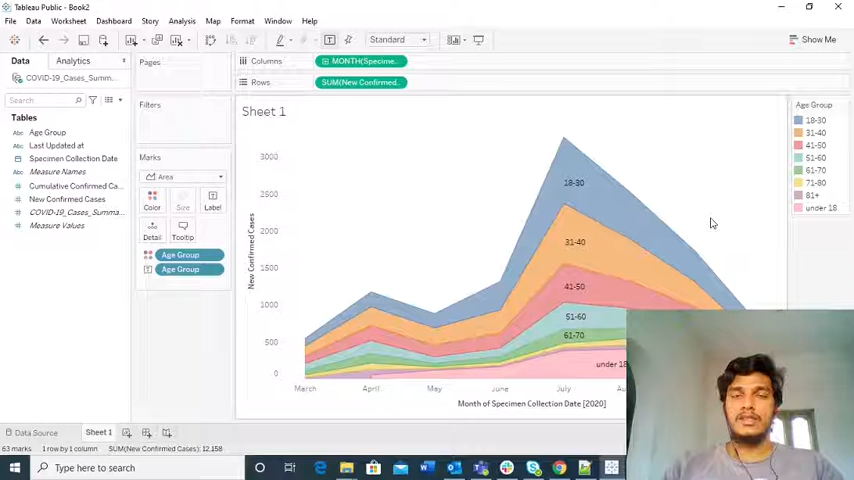 Tableau Public - Book2
File Data Worksheet Dashboard Story Analysis Map Format Window Help
Standard
Show Me
Data Analytics
Pages
Columns
MONTH(Specime..
COVID-19_Cases_Summ...
Rows
SUM(New Confirmed..
Search
Filters
Sheet 1
Age Group
18-30
31-40
41-50
51-60
61-70
71-80
81+
under 18
Tables
Abc Age Group
Abc Last Updated at
Specimen Collection Date
Abc Measure Names
# Cumulative Confirmed Ca...
# New Confirmed Cases
# COVID-19_Cases_Summa...
# Measure Values
Marks
Area
Color Size Label
Detail Tooltip
Age Group
Age Group
New Confirmed Cases
3000
2500
2000
1500
1000
500
0
18-30
31-40
41-50
51-60
61-70
under 18
March April May June July
Month of Specimen Collection Date [2020]
Data Source Sheet 1
63 marks 1 row by 1 column SUM(New Confirmed Cases): 12,158
Type here to search